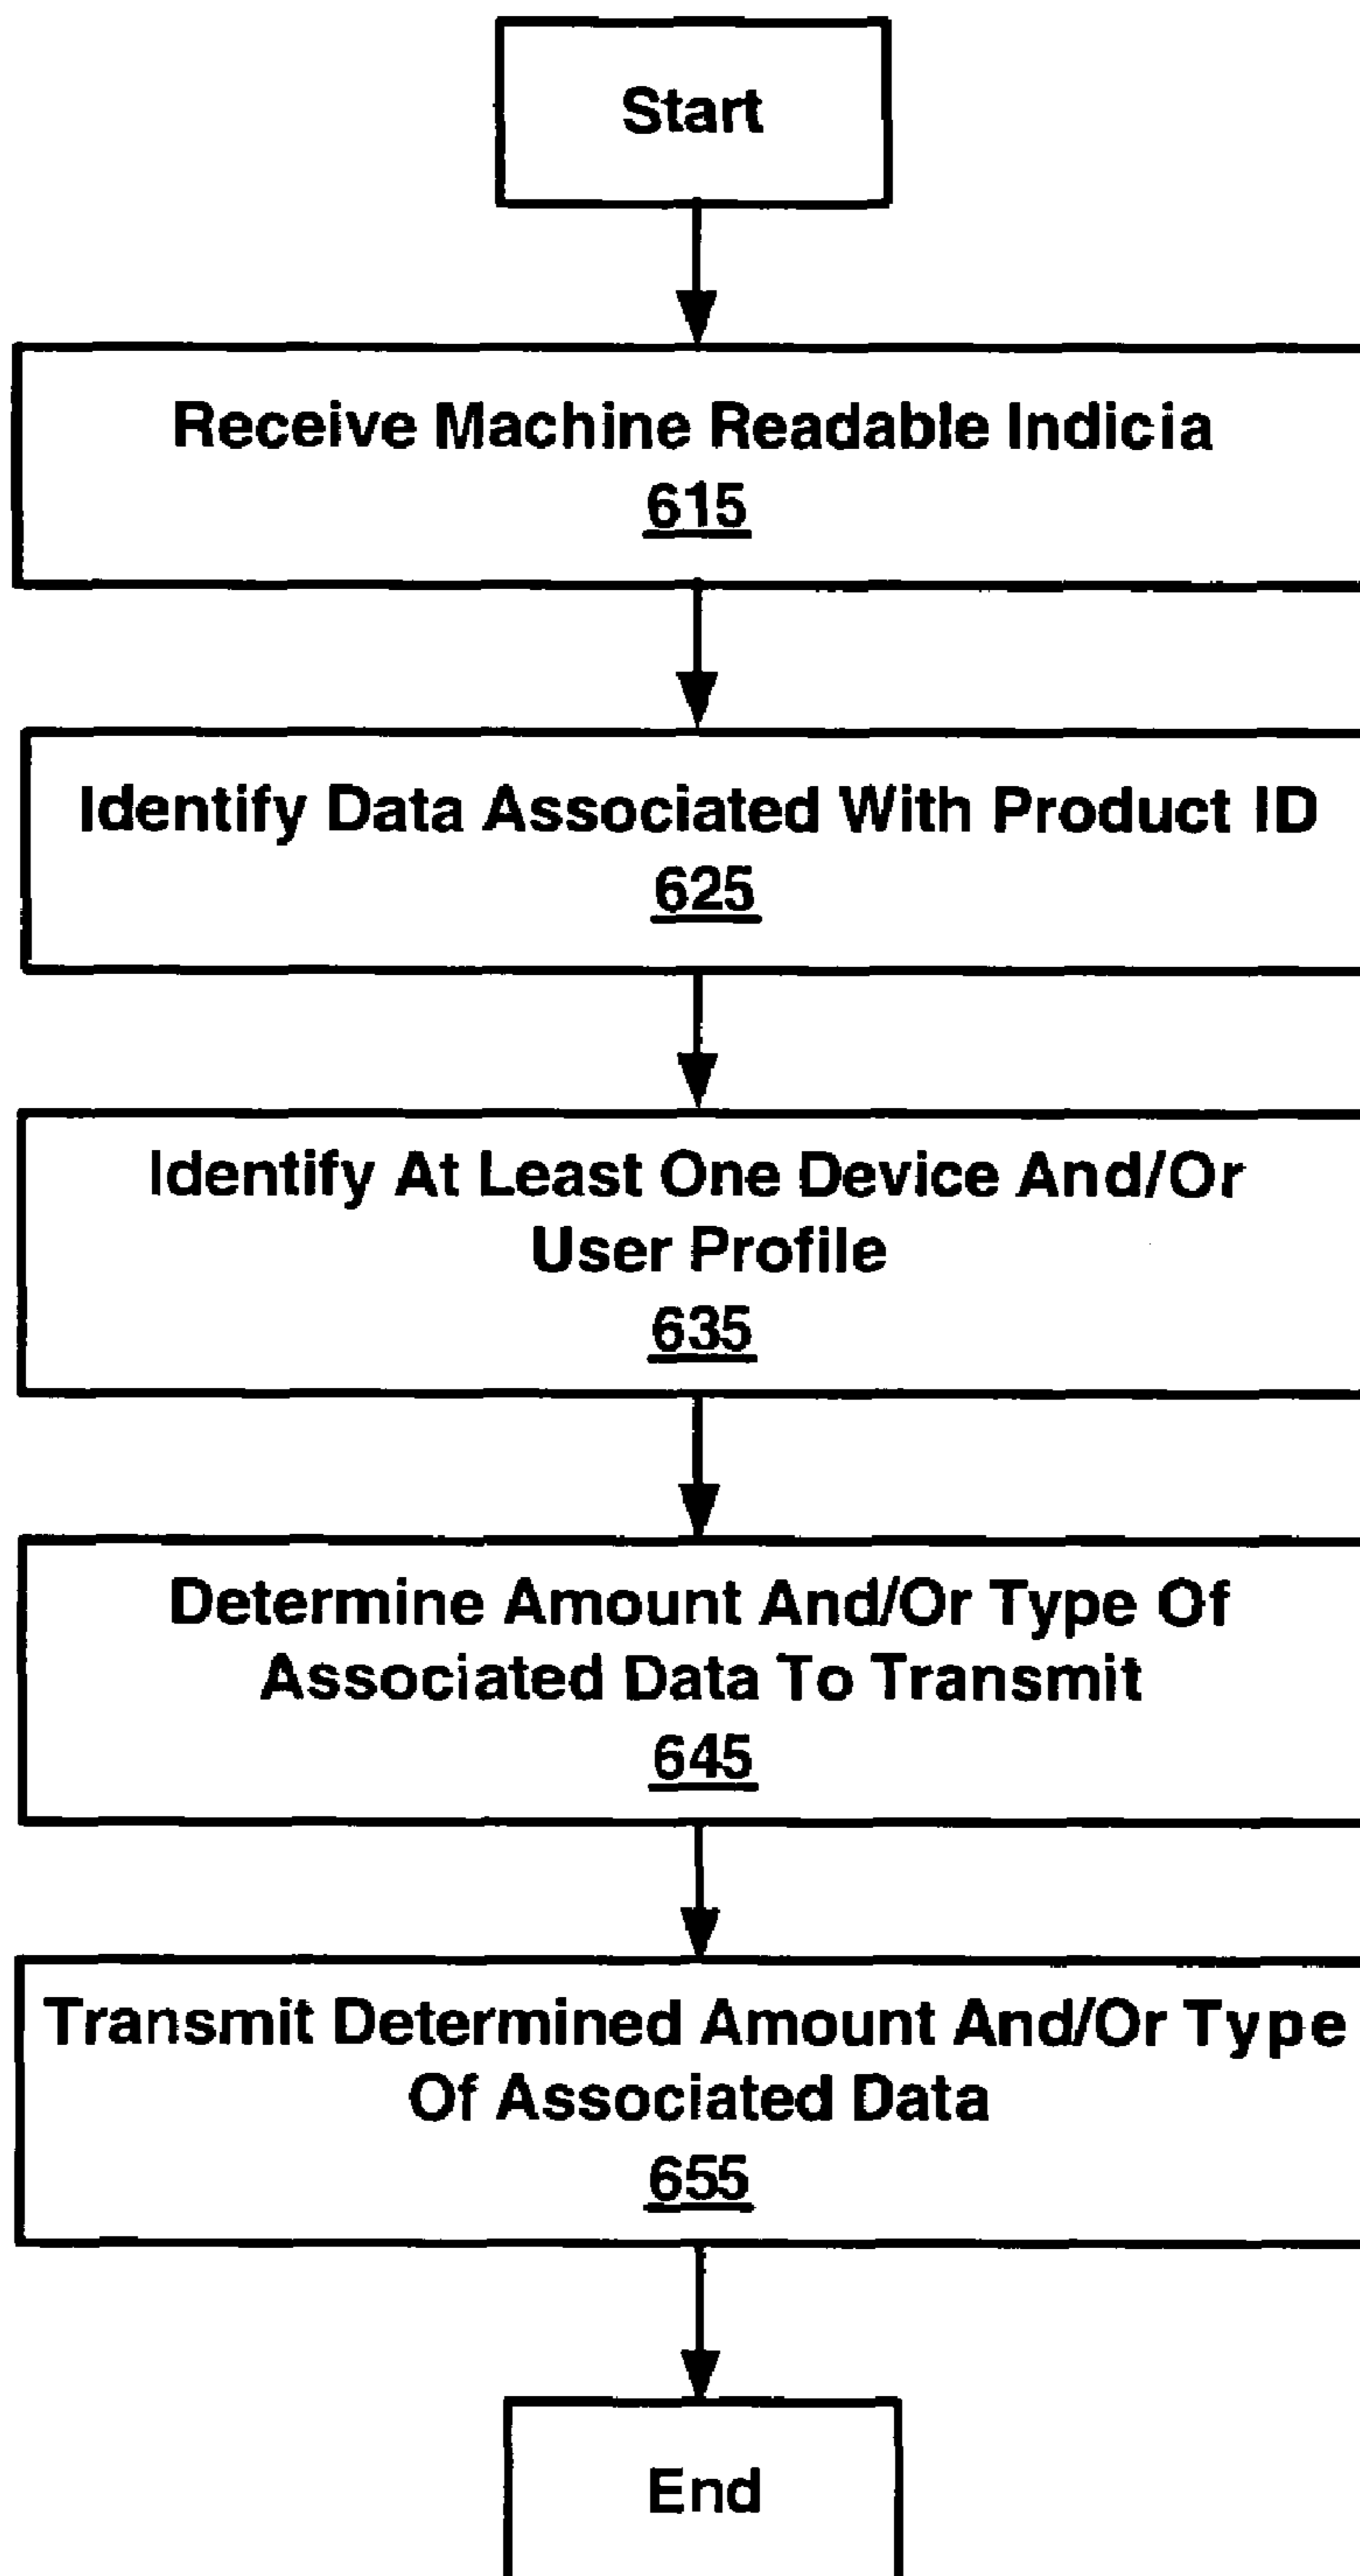 Start
Receive Machine Readable Indicia
615
Identify Data Associated With Product ID
625
Identify At Least One Device And/Or
User Profile
635
Determine Amount And/Or Type Of
Associated Data To Transmit
645
Transmit Determined Amount And/Or Type
Of Associated Data
655
End